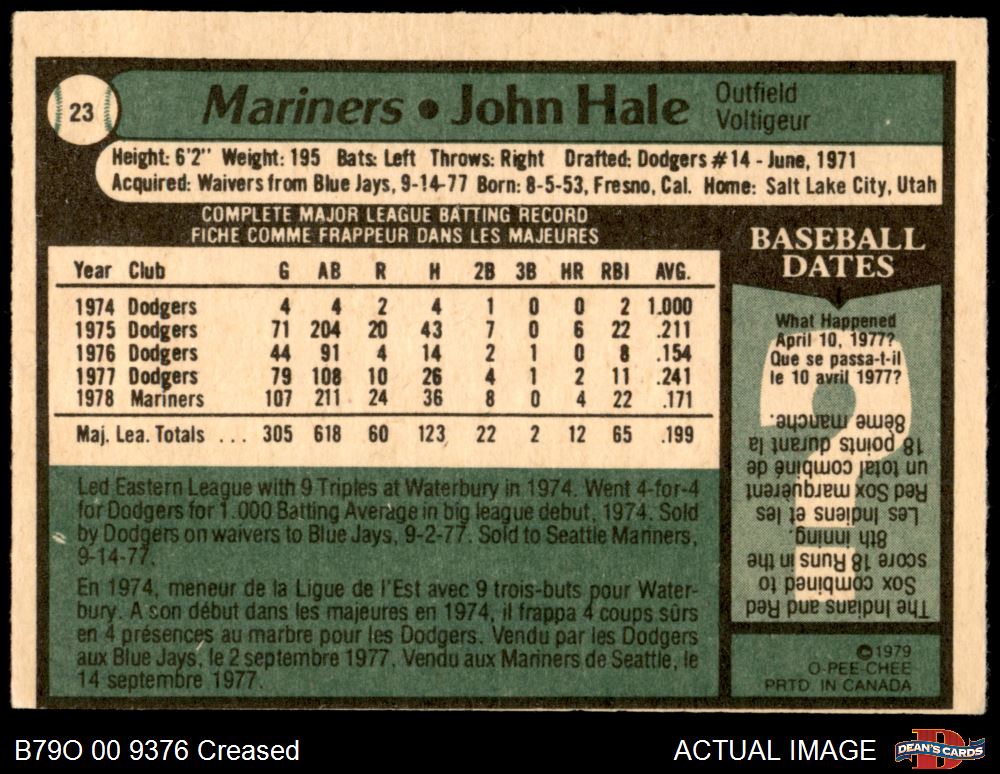 23
Mariners • John Hale
Outfield
Voltigeur
Height: 6'2" Weight: 195 Bats: Left Throws: Right Drafted: Dodgers #14 - June, 1971
Acquired: Waivers from Blue Jays, 9-14-77 Born: 8-5-53, Fresno, Cal. Home: Salt Lake City, Utah
COMPLETE MAJOR LEAGUE BATTING RECORD
FICHE COMME FRAPPEUR DANS LES MAJEURES
Year Club G AB R H 2B 3B HR RBI AVG.
1974 Dodgers 4 4 2 4 1 0 0 2 1.000
1975 Dodgers 71 204 20 43 7 0 6 22 .211
1976 Dodgers 44 91 4 14 2 1 0 8 .154
1977 Dodgers 79 108 10 26 4 1 2 11 .241
1978 Mariners 107 211 24 36 8 0 4 22 .171
Maj. Lea. Totals ... 305 618 60 123 22 2 12 65 .199
Led Eastern League with 9 Triples at Waterbury in 1974. Went 4-for-4
for Dodgers for 1.000 Batting Average in big league debut, 1974. Sold
by Dodgers on waivers to Blue Jays, 9-2-77. Sold to Seattle Mariners,
9-14-77.
En 1974, meneur de la Ligue de l'Est avec 9 trois-buts pour Water-
bury. A son début dans les majeures en 1974, il frappa 4 coups sûrs
en 4 présences au marbre pour les Dodgers. Vendu par les Dodgers
aux Blue Jays, le 2 septembre 1977. Vendu aux Mariners de Seattle, le
14 septembre 1977.
BASEBALL
DATES
What Happened
April 10, 1977?
Que se passa-t-il
le 10 avril 1977?
The Indians and Red
Sox combined to
score 18 Runs in the
8th inning.
Les Indiens et les
Red Sox marquèrent
un total combiné de
18 points durant la
8ème manche.
©1979
O-PEE-CHEE
PRTD. IN CANADA
B79O 00 9376 Creased
ACTUAL IMAGE
DEAN'S CARDS